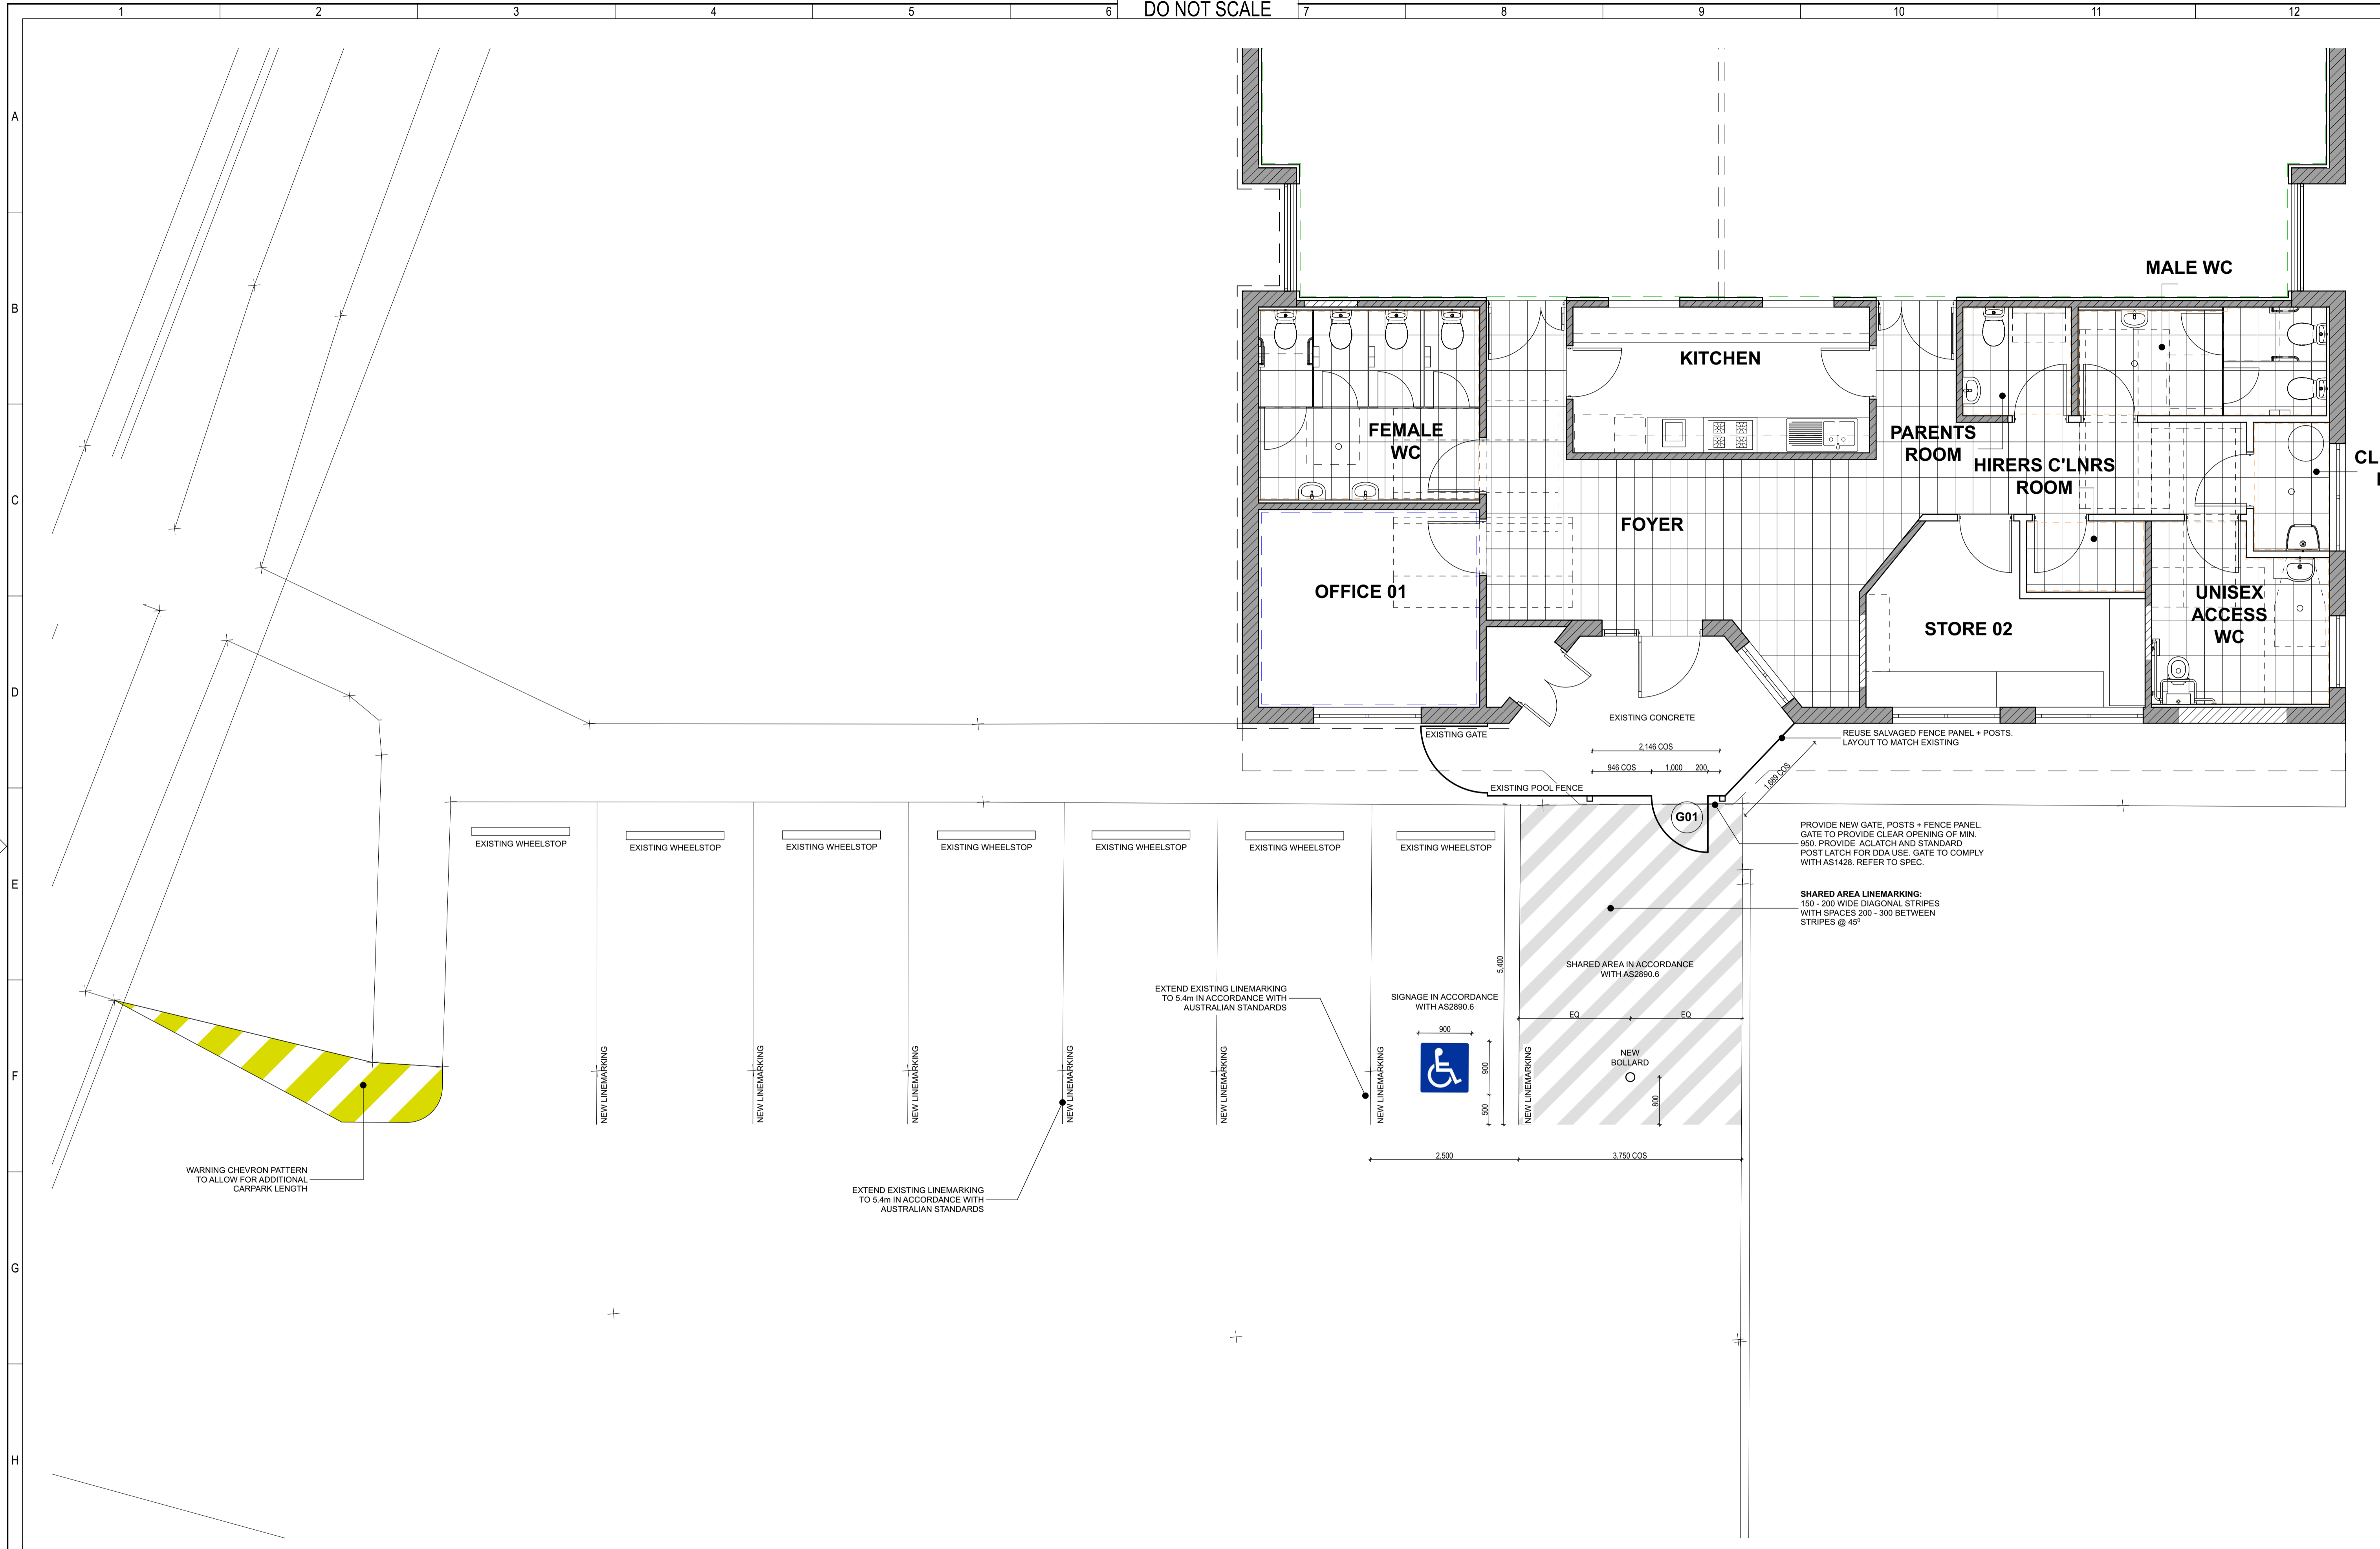 DO NOT SCALE
1
2
3
4
5
6
7
8
9
10
11
12
A
B
C
D
E
F
G
H
MALE WC
KITCHEN
FEMALE
WC
PARENTS
ROOM
HIRERS C'LNRS
ROOM
CL
FOYER
OFFICE 01
STORE 02
UNISEX
ACCESS
WC
EXISTING CONCRETE
EXISTING GATE
2,146 COS
946 COS
1,000
200
1,689 COS
REUSE SALVAGED FENCE PANEL + POSTS.
LAYOUT TO MATCH EXISTING
EXISTING POOL FENCE
G01
PROVIDE NEW GATE, POSTS + FENCE PANEL.
GATE TO PROVIDE CLEAR OPENING OF MIN.
950. PROVIDE ACLATCH AND STANDARD
POST LATCH FOR DDA USE. GATE TO COMPLY
WITH AS1428. REFER TO SPEC.
EXISTING WHEELSTOP
EXISTING WHEELSTOP
EXISTING WHEELSTOP
EXISTING WHEELSTOP
EXISTING WHEELSTOP
EXISTING WHEELSTOP
EXISTING WHEELSTOP
SHARED AREA LINEMARKING:
150 - 200 WIDE DIAGONAL STRIPES
WITH SPACES 200 - 300 BETWEEN
STRIPES @ 45⁰
5,400
SHARED AREA IN ACCORDANCE
WITH AS2890.6
EXTEND EXISTING LINEMARKING
TO 5.4m IN ACCORDANCE WITH
AUSTRALIAN STANDARDS
SIGNAGE IN ACCORDANCE
WITH AS2890.6
EQ
EQ
900
900
500
NEW
BOLLARD
800
NEW LINEMARKING
NEW LINEMARKING
NEW LINEMARKING
NEW LINEMARKING
NEW LINEMARKING
NEW LINEMARKING
NEW LINEMARKING
2,500
3,750 COS
WARNING CHEVRON PATTERN
TO ALLOW FOR ADDITIONAL
CARPARK LENGTH
EXTEND EXISTING LINEMARKING
TO 5.4m IN ACCORDANCE WITH
AUSTRALIAN STANDARDS